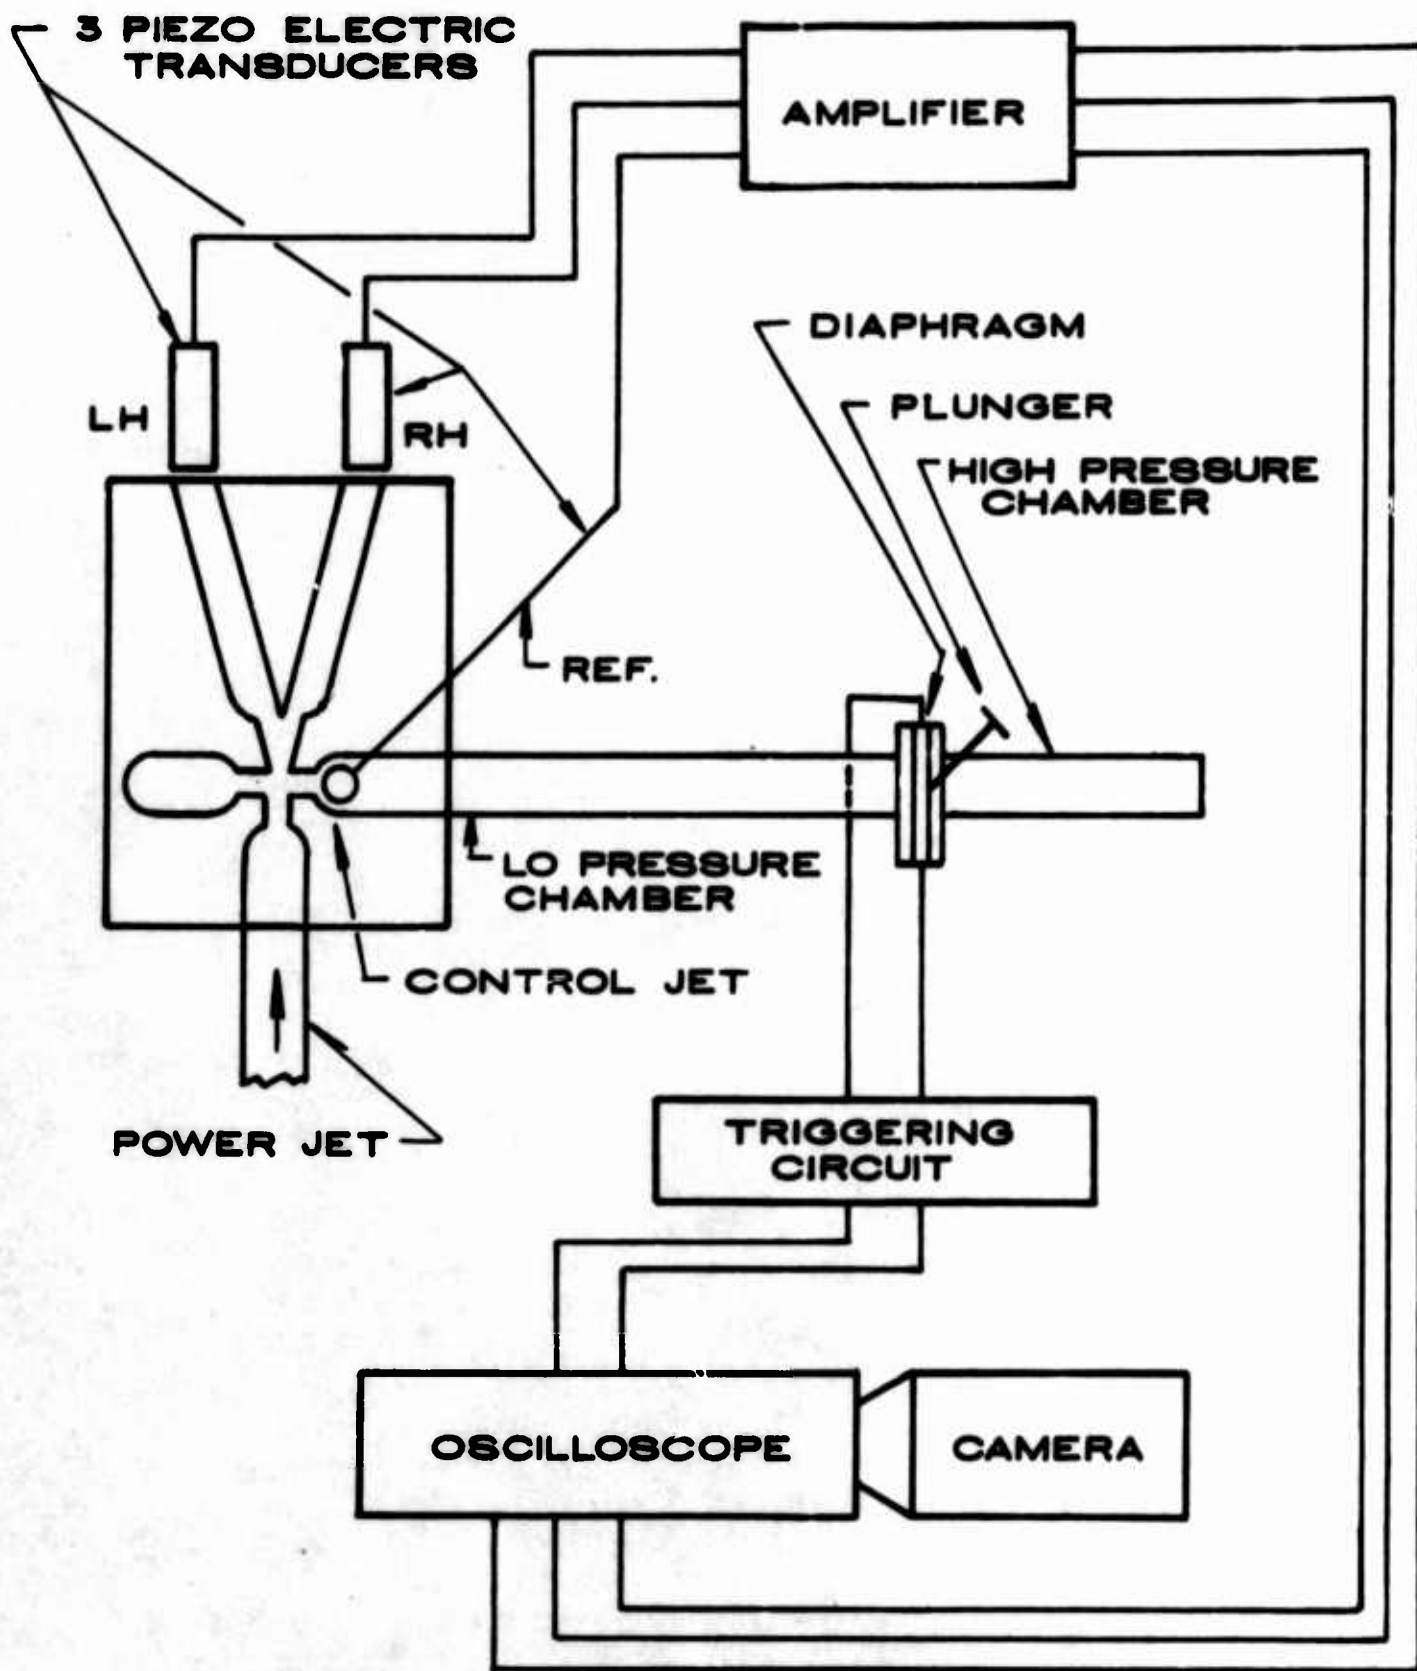 3 PIEZO ELECTRIC
TRANSDUCERS
AMPLIFIER
DIAPHRAGM
PLUNGER
HIGH PRESSURE
CHAMBER
LH
RH
REF.
LO PRESSURE
CHAMBER
CONTROL JET
POWER JET
TRIGGERING
CIRCUIT
OSCILLOSCOPE
CAMERA